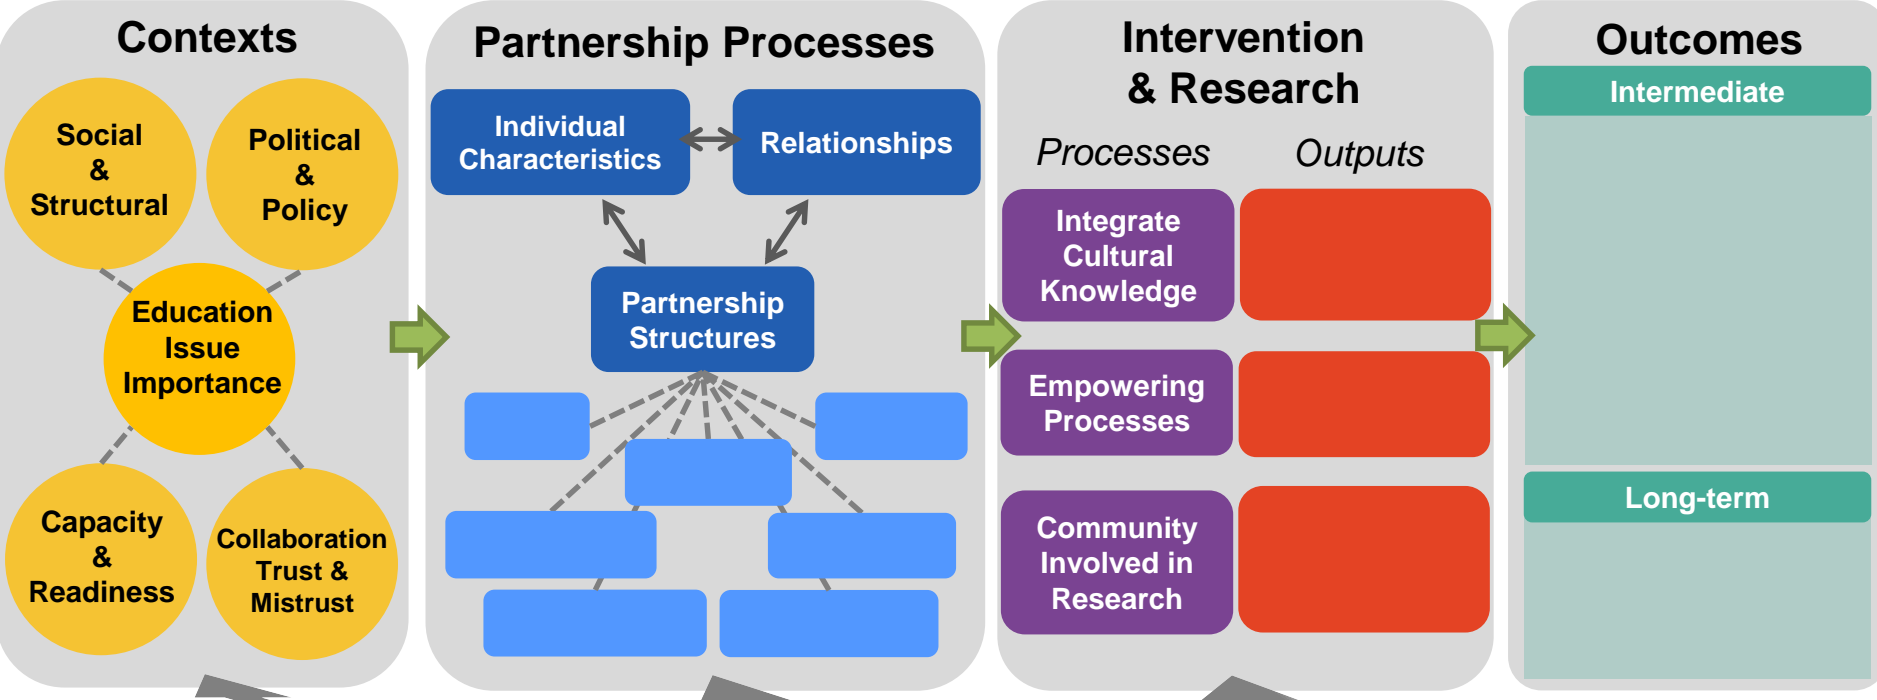 Contexts
Social
&
Structural
Political
&
Policy
Education
Issue
Importance
Capacity
&
Readiness
Collaboration
Trust &
Mistrust
Partnership Processes
Individual
Characteristics
Relationships
Partnership
Structures
Intervention
& Research
Processes
Outputs
Integrate
Cultural
Knowledge
Empowering
Processes
Community
Involved in
Research
Outcomes
Intermediate
Long-term